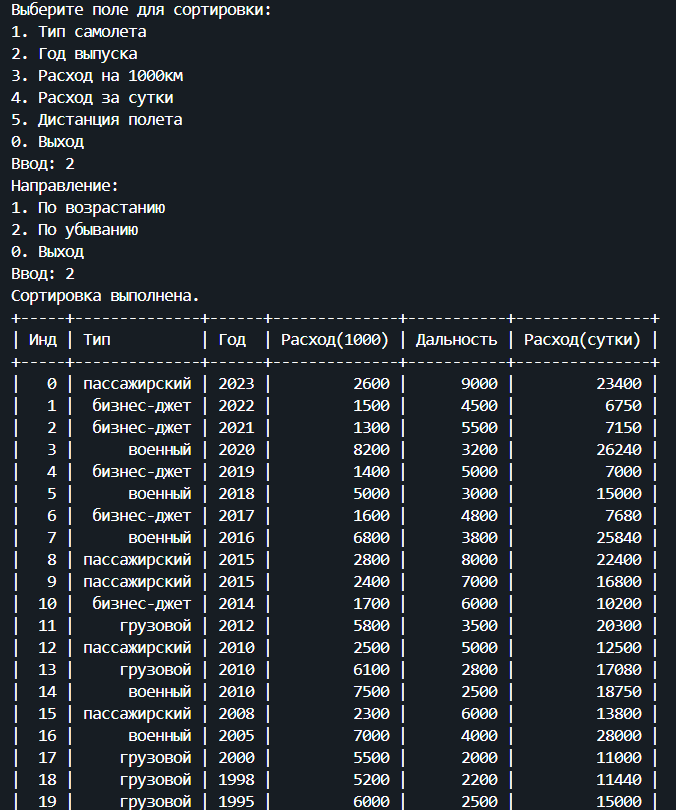 Выберите поле для сортировки:
1. Тип самолета
2. Год выпуска
3. Расход на 1000км
4. Расход за сутки
5. Дистанция полета
0. Выход
Ввод: 2
Направление:
1. По возрастанию
2. По убыванию
0. Выход
Ввод: 2
Сортировка выполнена.
+-----+--------------+------+--------------+-----------+---------------+
| Инд | Тип          | Год  | Расход(1000) | Дальность | Расход(сутки) |
+-----+--------------+------+--------------+-----------+---------------+
|   0 | пассажирский | 2023 |         2600 |      9000 |         23400 |
|   1 |  бизнес-джет | 2022 |         1500 |      4500 |          6750 |
|   2 |  бизнес-джет | 2021 |         1300 |      5500 |          7150 |
|   3 |      военный | 2020 |         8200 |      3200 |         26240 |
|   4 |  бизнес-джет | 2019 |         1400 |      5000 |          7000 |
|   5 |      военный | 2018 |         5000 |      3000 |         15000 |
|   6 |  бизнес-джет | 2017 |         1600 |      4800 |          7680 |
|   7 |      военный | 2016 |         6800 |      3800 |         25840 |
|   8 | пассажирский | 2015 |         2800 |      8000 |         22400 |
|   9 | пассажирский | 2015 |         2400 |      7000 |         16800 |
|  10 |  бизнес-джет | 2014 |         1700 |      6000 |         10200 |
|  11 |     грузовой | 2012 |         5800 |      3500 |         20300 |
|  12 | пассажирский | 2010 |         2500 |      5000 |         12500 |
|  13 |     грузовой | 2010 |         6100 |      2800 |         17080 |
|  14 |      военный | 2010 |         7500 |      2500 |         18750 |
|  15 | пассажирский | 2008 |         2300 |      6000 |         13800 |
|  16 |      военный | 2005 |         7000 |      4000 |         28000 |
|  17 |     грузовой | 2000 |         5500 |      2000 |         11000 |
|  18 |     грузовой | 1998 |         5200 |      2200 |         11440 |
|  19 |     грузовой | 1995 |         6000 |      2500 |         15000 |